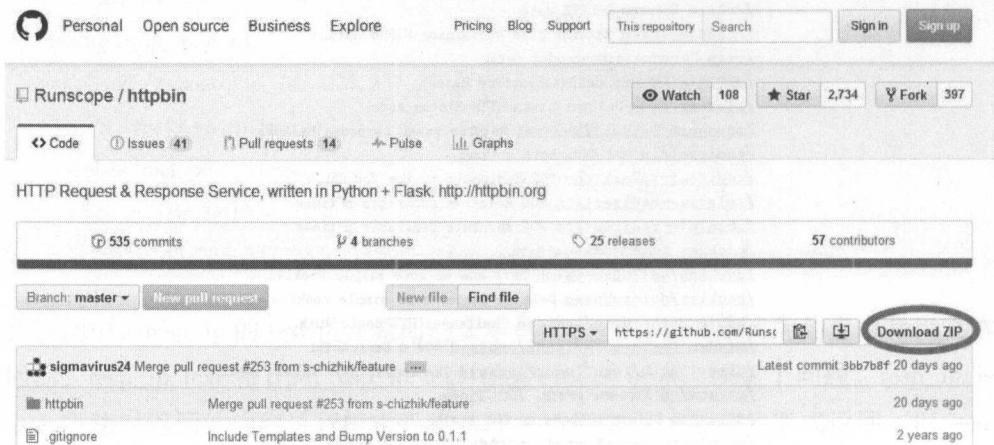 Personal Open source Business Explore Pricing Blog Support This repository Search Sign in Sign up
Runscope / httpbin Watch 108 Star 2,734 Fork 397
Code Issues 41 Pull requests 14 Pulse Graphs
HTTP Request & Response Service, written in Python + Flask. http://httpbin.org
535 commits 4 branches 25 releases 57 contributors
Branch: master New pull request New file Find file
HTTPS https://github.com/Runsc Download ZIP
sigmavirus24 Merge pull request #253 from s-chizhik/feature Latest commit 3bb7b8f 20 days ago
httpbin Merge pull request #253 from s-chizhik/feature 20 days ago
.gitignore Include Templates and Bump Version to 0.1.1 2 years ago